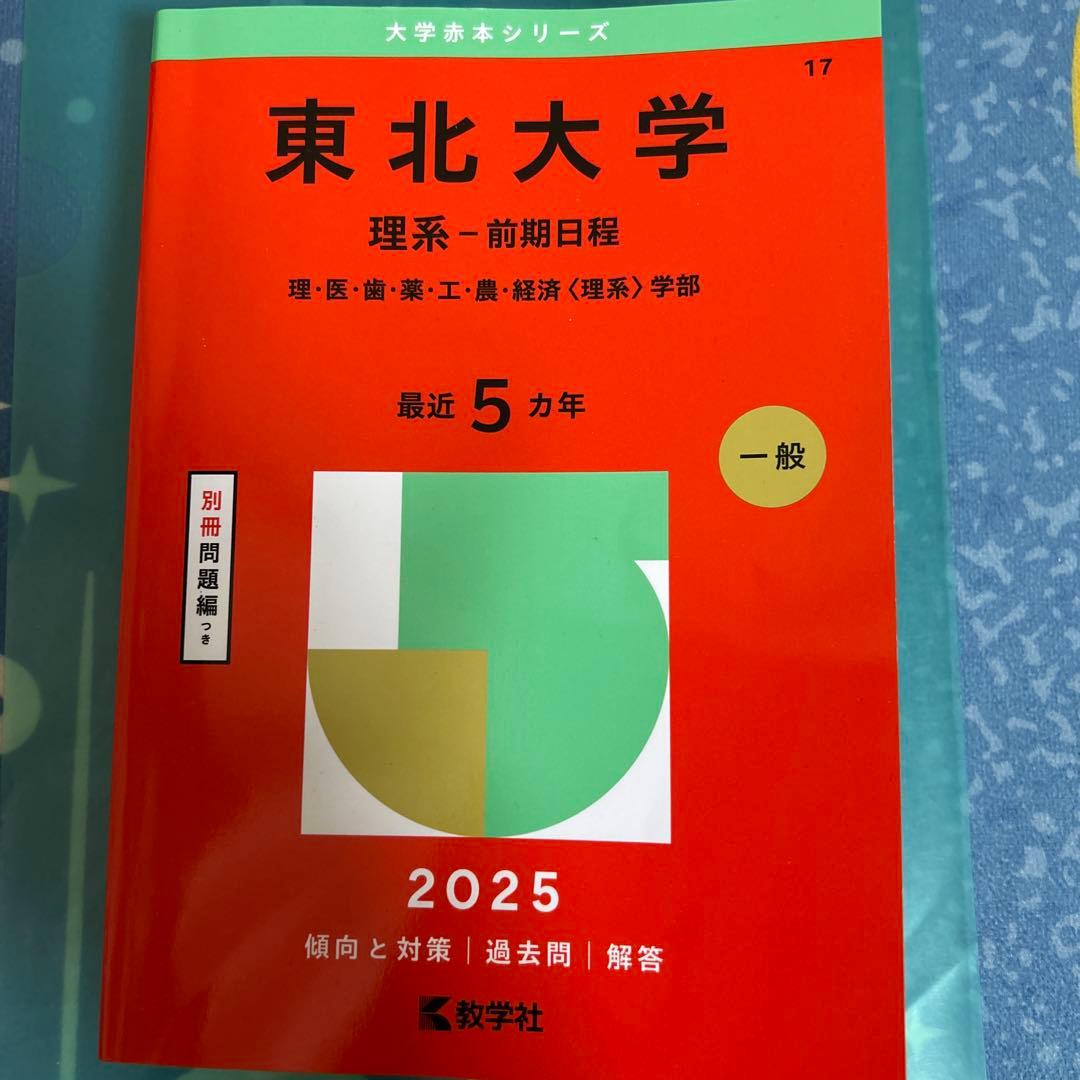 大学赤本シリーズ
17
東北大学
理系－前期日程
理・医・歯・薬・工・農・経済〈理系〉学部
最近 5 カ年
一般
別冊問題編つき
2025
傾向と対策｜過去問｜解答
教学社